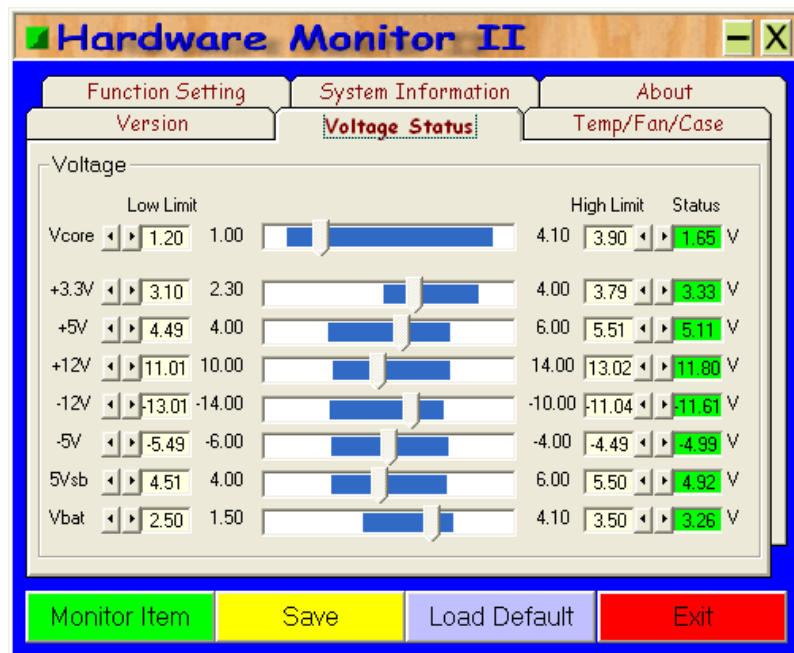 Hardware Monitor II
Function Setting System Information About
Version Voltage Status Temp/Fan/Case
Voltage
Low Limit High Limit Status
Vcore 1.20 1.00 4.10 3.90 1.65 V
+3.3V 3.10 2.30 4.00 3.79 3.33 V
+5V 4.49 4.00 6.00 5.51 5.11 V
+12V 11.01 10.00 14.00 13.02 11.80 V
-12V -13.01 -14.00 -10.00 -11.04 -11.61 V
-5V -5.49 -6.00 -4.00 -4.49 -4.99 V
5Vsb 4.51 4.00 6.00 5.50 4.92 V
Vbat 2.50 1.50 4.10 3.50 3.26 V
Monitor Item Save Load Default Exit